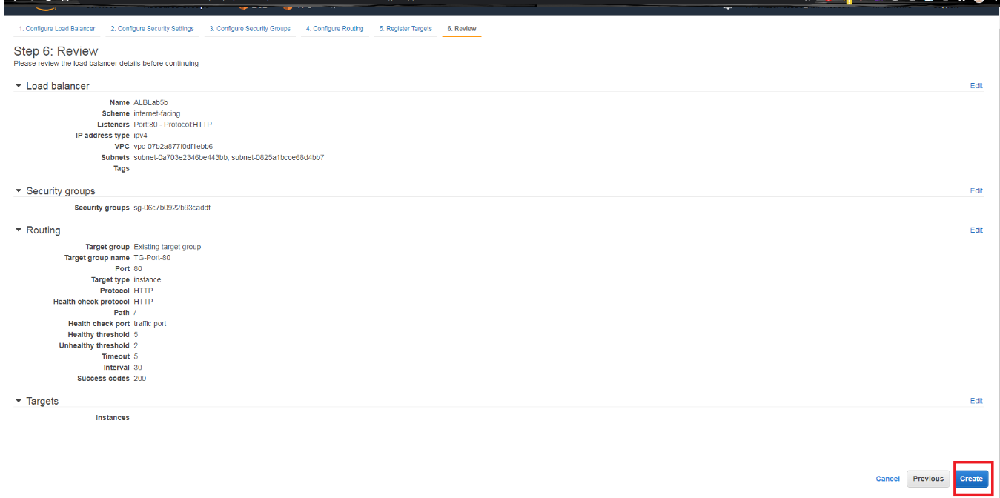 1. Configure Load Balancer 2. Configure Security Settings 3. Configure Security Groups 4. Configure Routing 5. Register Targets 6. Review
Step 6: Review
Please review the load balancer details before continuing
Load balancer Edit
Name ALBLab5b
Scheme internet-facing
Listeners Port:80 - Protocol:HTTP
IP address type ipv4
VPC vpc-07b2a877f0df1ebb6
Subnets subnet-0a703e2346be443bb, subnet-0825a1bcce68d4bb7
Tags
Security groups Edit
Security groups sg-06c7b0922b93caddf
Routing Edit
Target group Existing target group
Target group name TG-Port-80
Port 80
Target type instance
Protocol HTTP
Health check protocol HTTP
Path /
Health check port traffic port
Healthy threshold 5
Unhealthy threshold 2
Timeout 5
Interval 30
Success codes 200
Targets Edit
Instances
Cancel Previous Create